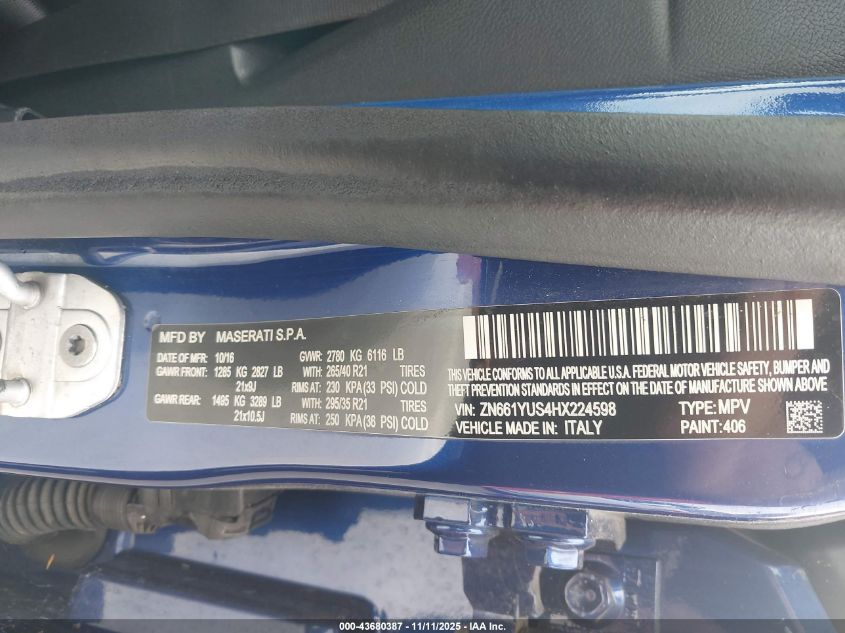 MFD BY MASERATI S.P.A.
DATE OF MFR: 10/16 GVWR: 2780 KG 6116 LB
GAWR FRONT: 1285 KG 2827 LB WITH: 265/40 R21 TIRES
21x9J RIMS AT: 230 KPA (33 PSI) COLD
GAWR REAR: 1495 KG 3289 LB WITH: 295/35 R21 TIRES
21x10.5J RIMS AT: 250 KPA (36 PSI) COLD
THIS VEHICLE CONFORMS TO ALL APPLICABLE U.S.A. FEDERAL MOTOR VEHICLE SAFETY, BUMPER AND
THEFT PREVENTION STANDARDS IN EFFECT ON THE DATE OF MANUFACTURE SHOWN ABOVE
VIN: ZN661YUS4HX224598 TYPE: MPV
VEHICLE MADE IN: ITALY PAINT: 406
000-43680387 - 11/11/2025 - IAA Inc.